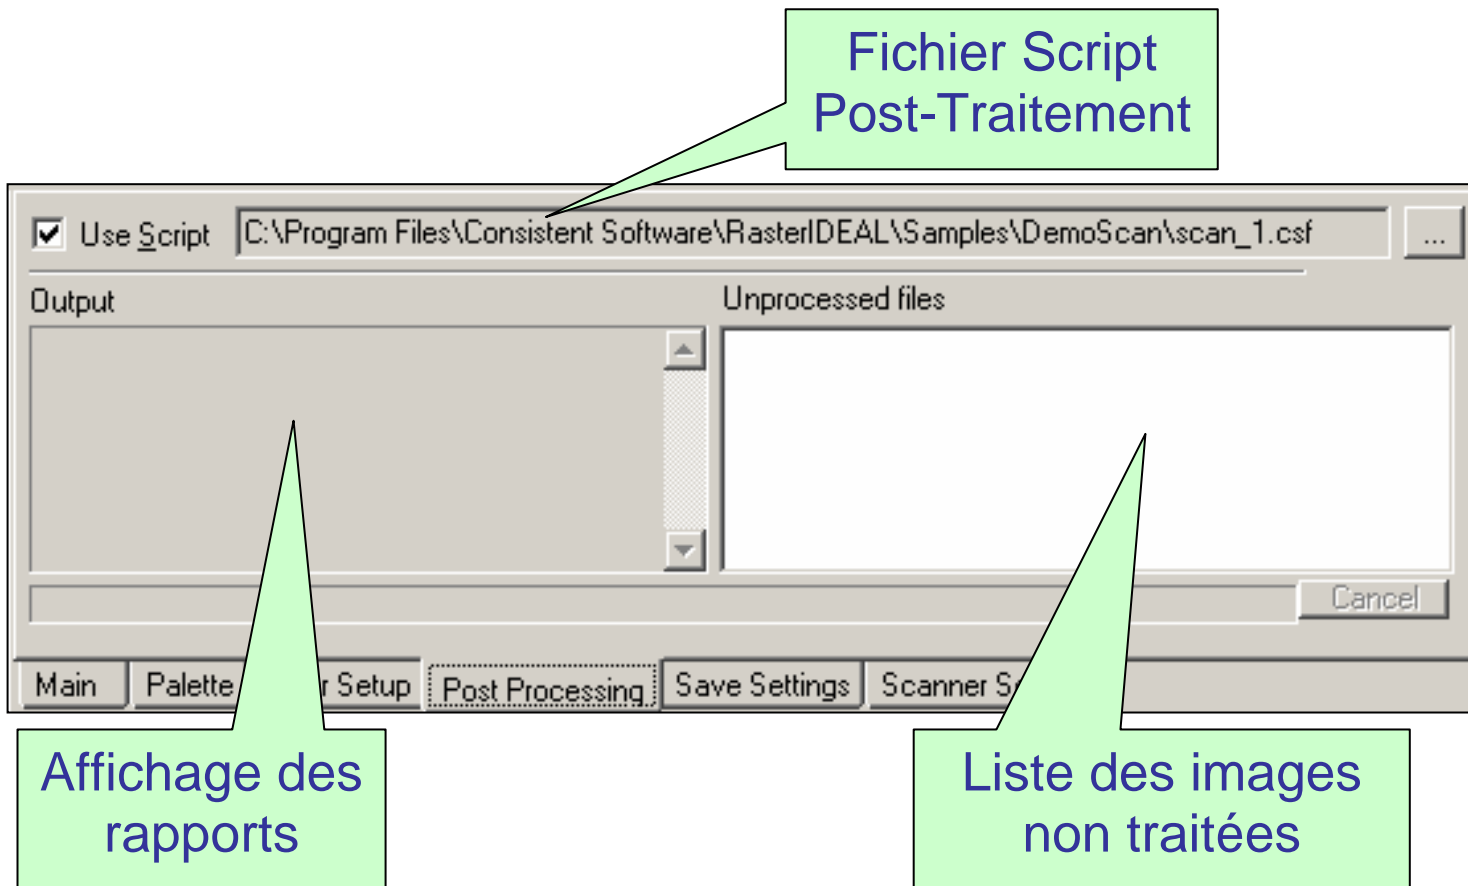 Fichier Script
Post-Traitement
Use Script C:\Program Files\Consistent Software\RasterIDEAL\Samples\DemoScan\scan_1.csf ...
Output Unprocessed files
Cancel
Main Palette Setup Post Processing Save Settings Scanner
Affichage des
rapports
Liste des images
non traitées